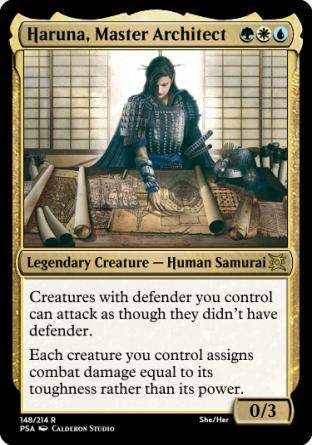 Haruna, Master Architect
Legendary Creature — Human Samurai
Creatures with defender you control
can attack as though they didn't have
defender.
Each creature you control assigns
combat damage equal to its
toughness rather than its power.
0/3
148/214 R
She/Her
PSA Calderon Studio